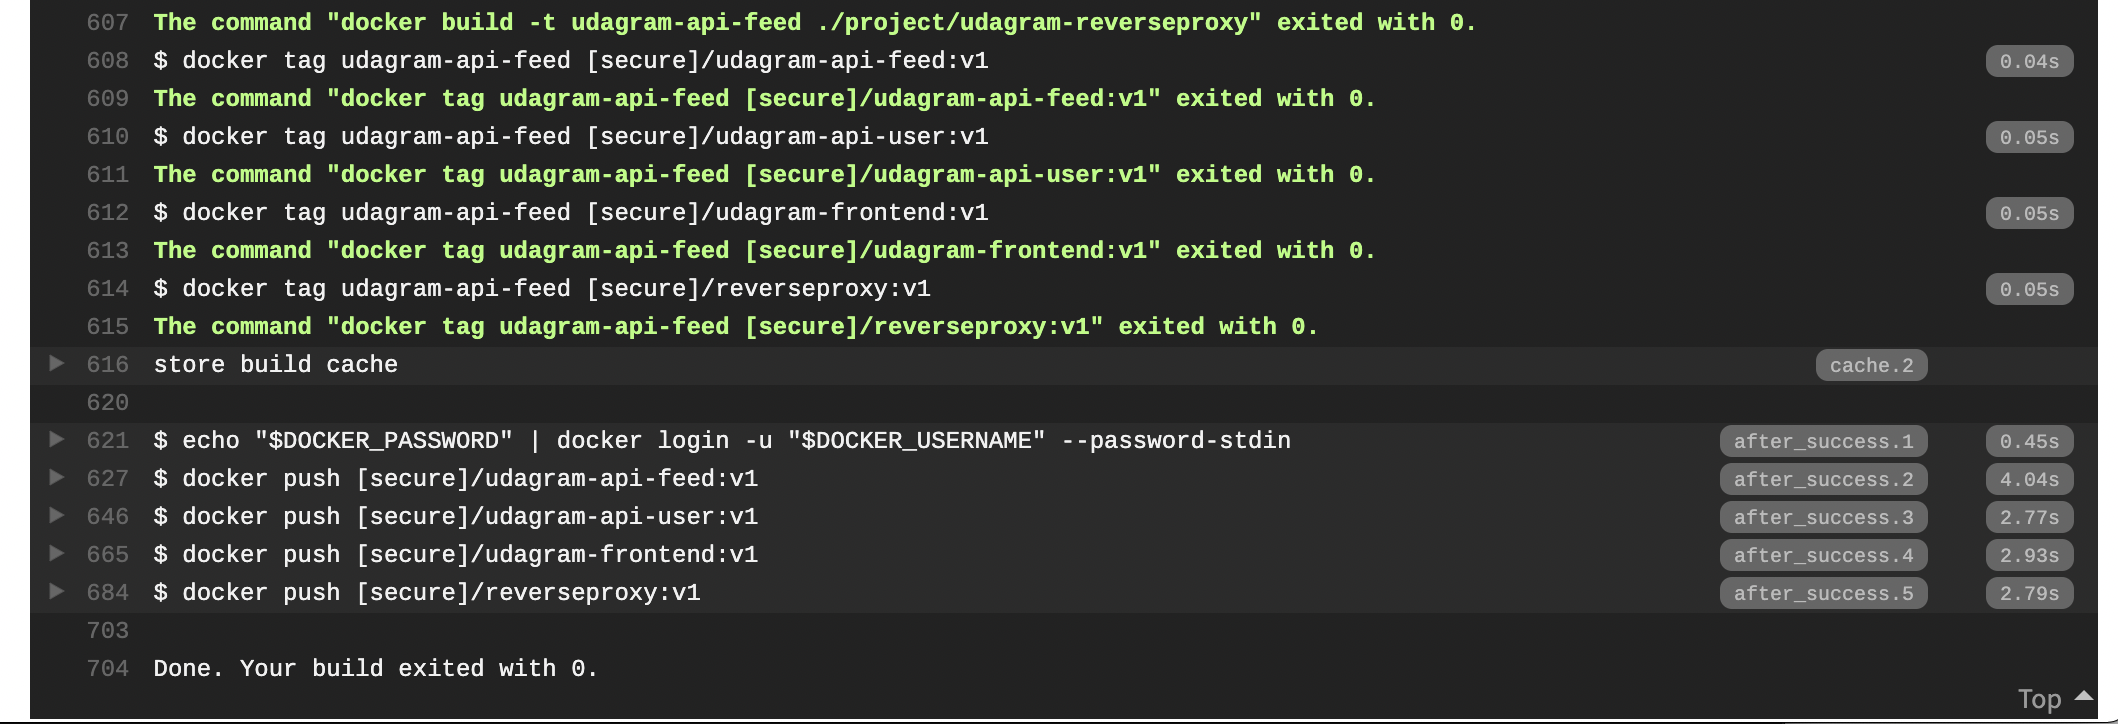 607 The command "docker build -t udagram-api-feed ./project/udagram-reverseproxy" exited with 0.
608 $ docker tag udagram-api-feed [secure]/udagram-api-feed:v1 0.04s
609 The command "docker tag udagram-api-feed [secure]/udagram-api-feed:v1" exited with 0.
610 $ docker tag udagram-api-feed [secure]/udagram-api-user:v1 0.05s
611 The command "docker tag udagram-api-feed [secure]/udagram-api-user:v1" exited with 0.
612 $ docker tag udagram-api-feed [secure]/udagram-frontend:v1 0.05s
613 The command "docker tag udagram-api-feed [secure]/udagram-frontend:v1" exited with 0.
614 $ docker tag udagram-api-feed [secure]/reverseproxy:v1 0.05s
615 The command "docker tag udagram-api-feed [secure]/reverseproxy:v1" exited with 0.
616 store build cache cache.2
620
621 $ echo "$DOCKER_PASSWORD" | docker login -u "$DOCKER_USERNAME" --password-stdin after_success.1 0.45s
627 $ docker push [secure]/udagram-api-feed:v1 after_success.2 4.04s
646 $ docker push [secure]/udagram-api-user:v1 after_success.3 2.77s
665 $ docker push [secure]/udagram-frontend:v1 after_success.4 2.93s
684 $ docker push [secure]/reverseproxy:v1 after_success.5 2.79s
703
704 Done. Your build exited with 0.
Top